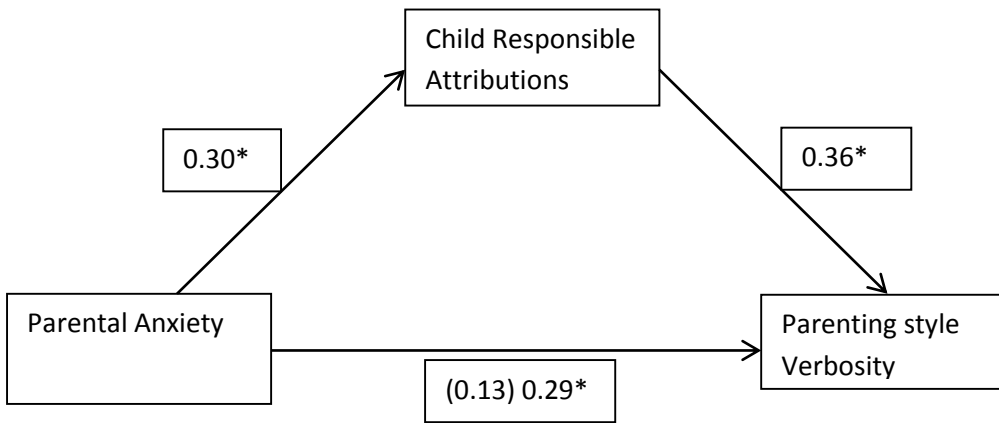 Child Responsible
Attributions
0.30*
0.36*
Parental Anxiety
Parenting style
Verbosity
(0.13) 0.29*